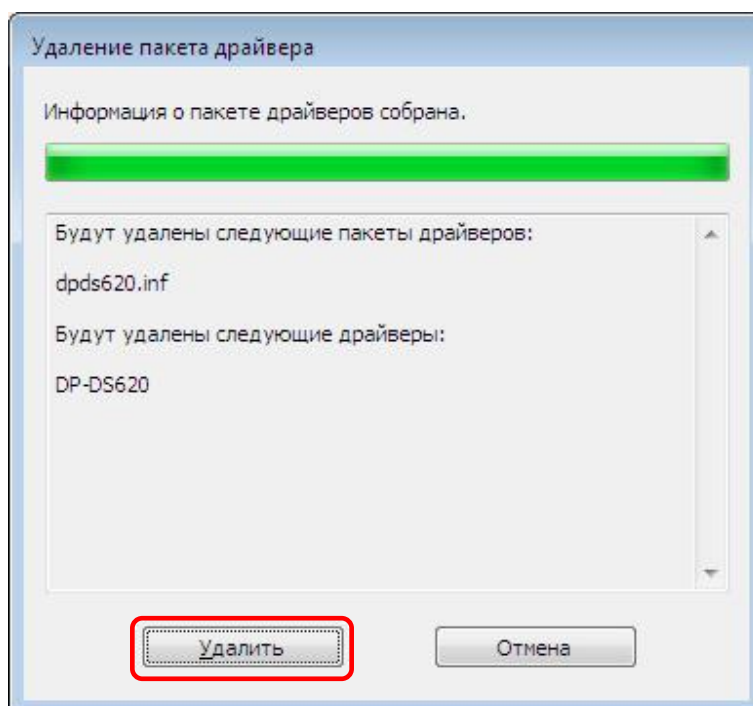 Удаление пакета драйвера
Информация о пакете драйверов собрана.
Будут удалены следующие пакеты драйверов:
dpds620.inf
Будут удалены следующие драйверы:
DP-DS620
Удалить
Отмена